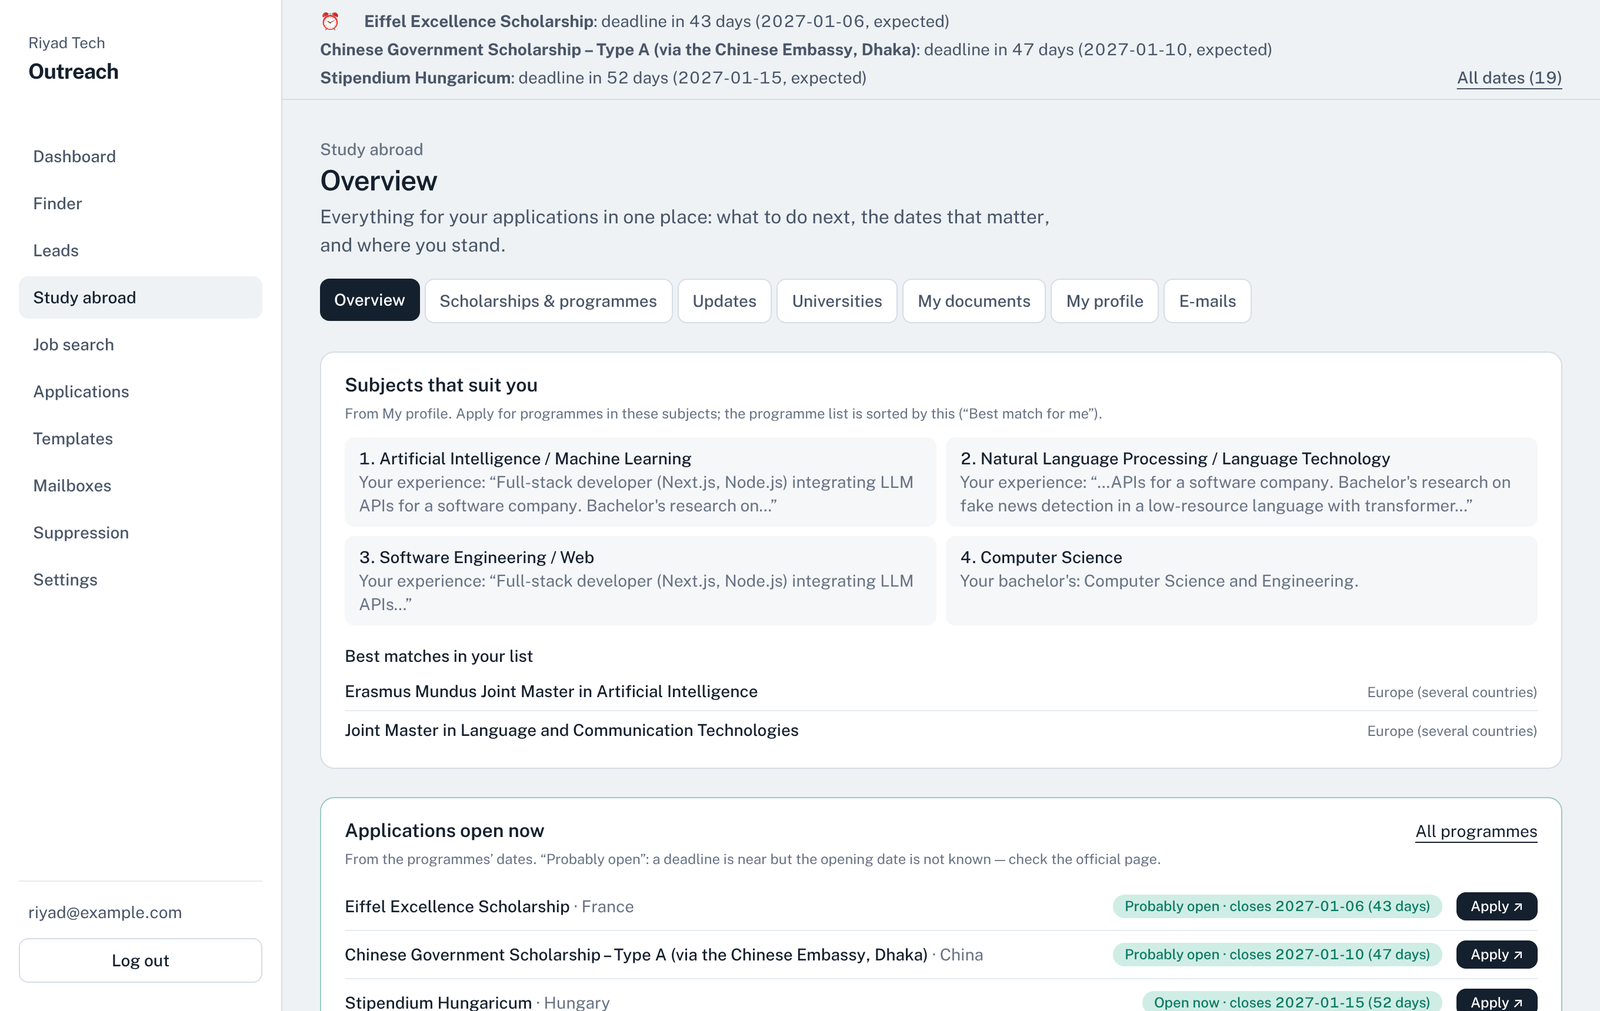 Riyad Tech
Outreach
Dashboard
Finder
Leads
Study abroad
Job search
Applications
Templates
Mailboxes
Suppression
Settings
riyad@example.com
Log out
⏰ Eiffel Excellence Scholarship: deadline in 43 days (2027-01-06, expected)
Chinese Government Scholarship – Type A (via the Chinese Embassy, Dhaka): deadline in 47 days (2027-01-10, expected)
Stipendium Hungaricum: deadline in 52 days (2027-01-15, expected)
All dates (19)
Study abroad
Overview
Everything for your applications in one place: what to do next, the dates that matter,
and where you stand.
Overview
Scholarships & programmes
Updates
Universities
My documents
My profile
E-mails
Subjects that suit you
From My profile. Apply for programmes in these subjects; the programme list is sorted by this (“Best match for me”).
1. Artificial Intelligence / Machine Learning
Your experience: “Full-stack developer (Next.js, Node.js) integrating LLM
APIs for a software company. Bachelor's research on…”
2. Natural Language Processing / Language Technology
Your experience: “…APIs for a software company. Bachelor's research on
fake news detection in a low-resource language with transformer…”
3. Software Engineering / Web
Your experience: “Full-stack developer (Next.js, Node.js) integrating LLM
APIs…”
4. Computer Science
Your bachelor's: Computer Science and Engineering.
Best matches in your list
Erasmus Mundus Joint Master in Artificial Intelligence
Europe (several countries)
Joint Master in Language and Communication Technologies
Europe (several countries)
Applications open now
All programmes
From the programmes’ dates. “Probably open”: a deadline is near but the opening date is not known — check the official page.
Eiffel Excellence Scholarship · France
Probably open · closes 2027-01-06 (43 days)
Apply ↗
Chinese Government Scholarship – Type A (via the Chinese Embassy, Dhaka) · China
Probably open · closes 2027-01-10 (47 days)
Apply ↗
Stipendium Hungaricum · Hungary
Open now · closes 2027-01-15 (52 days)
Apply ↗